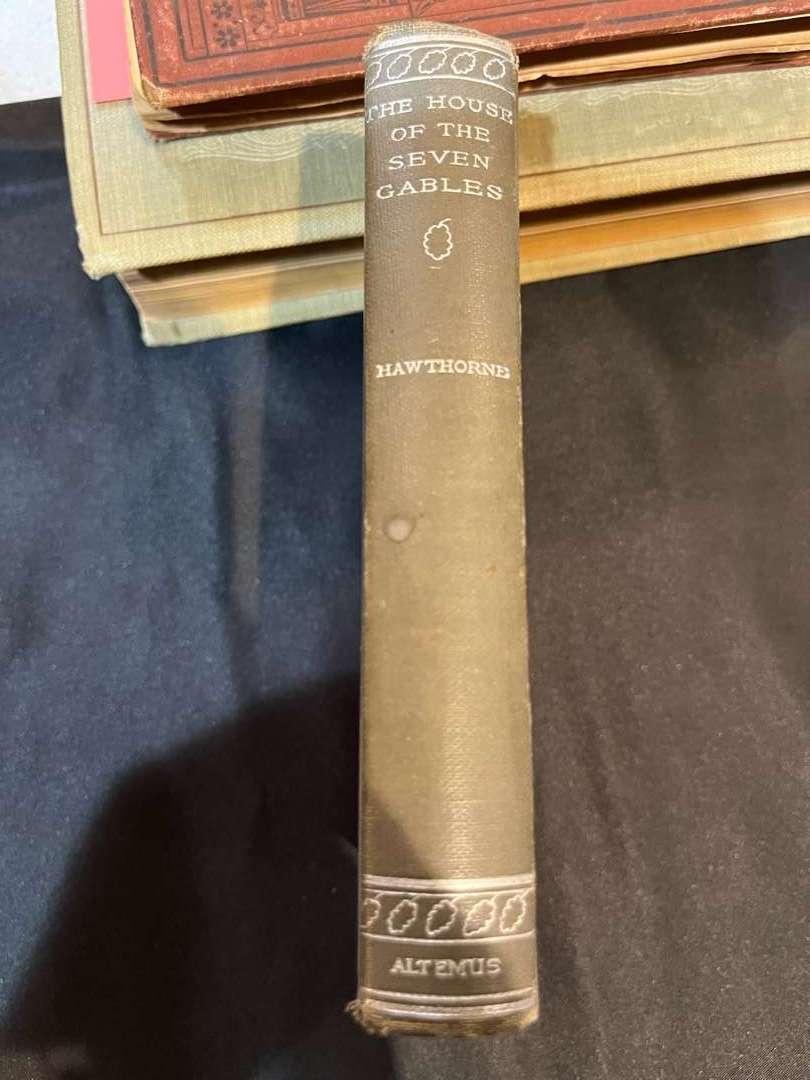 THE HOUSE
OF THE
SEVEN
GABLES
HAWTHORNE
ALTEMUS